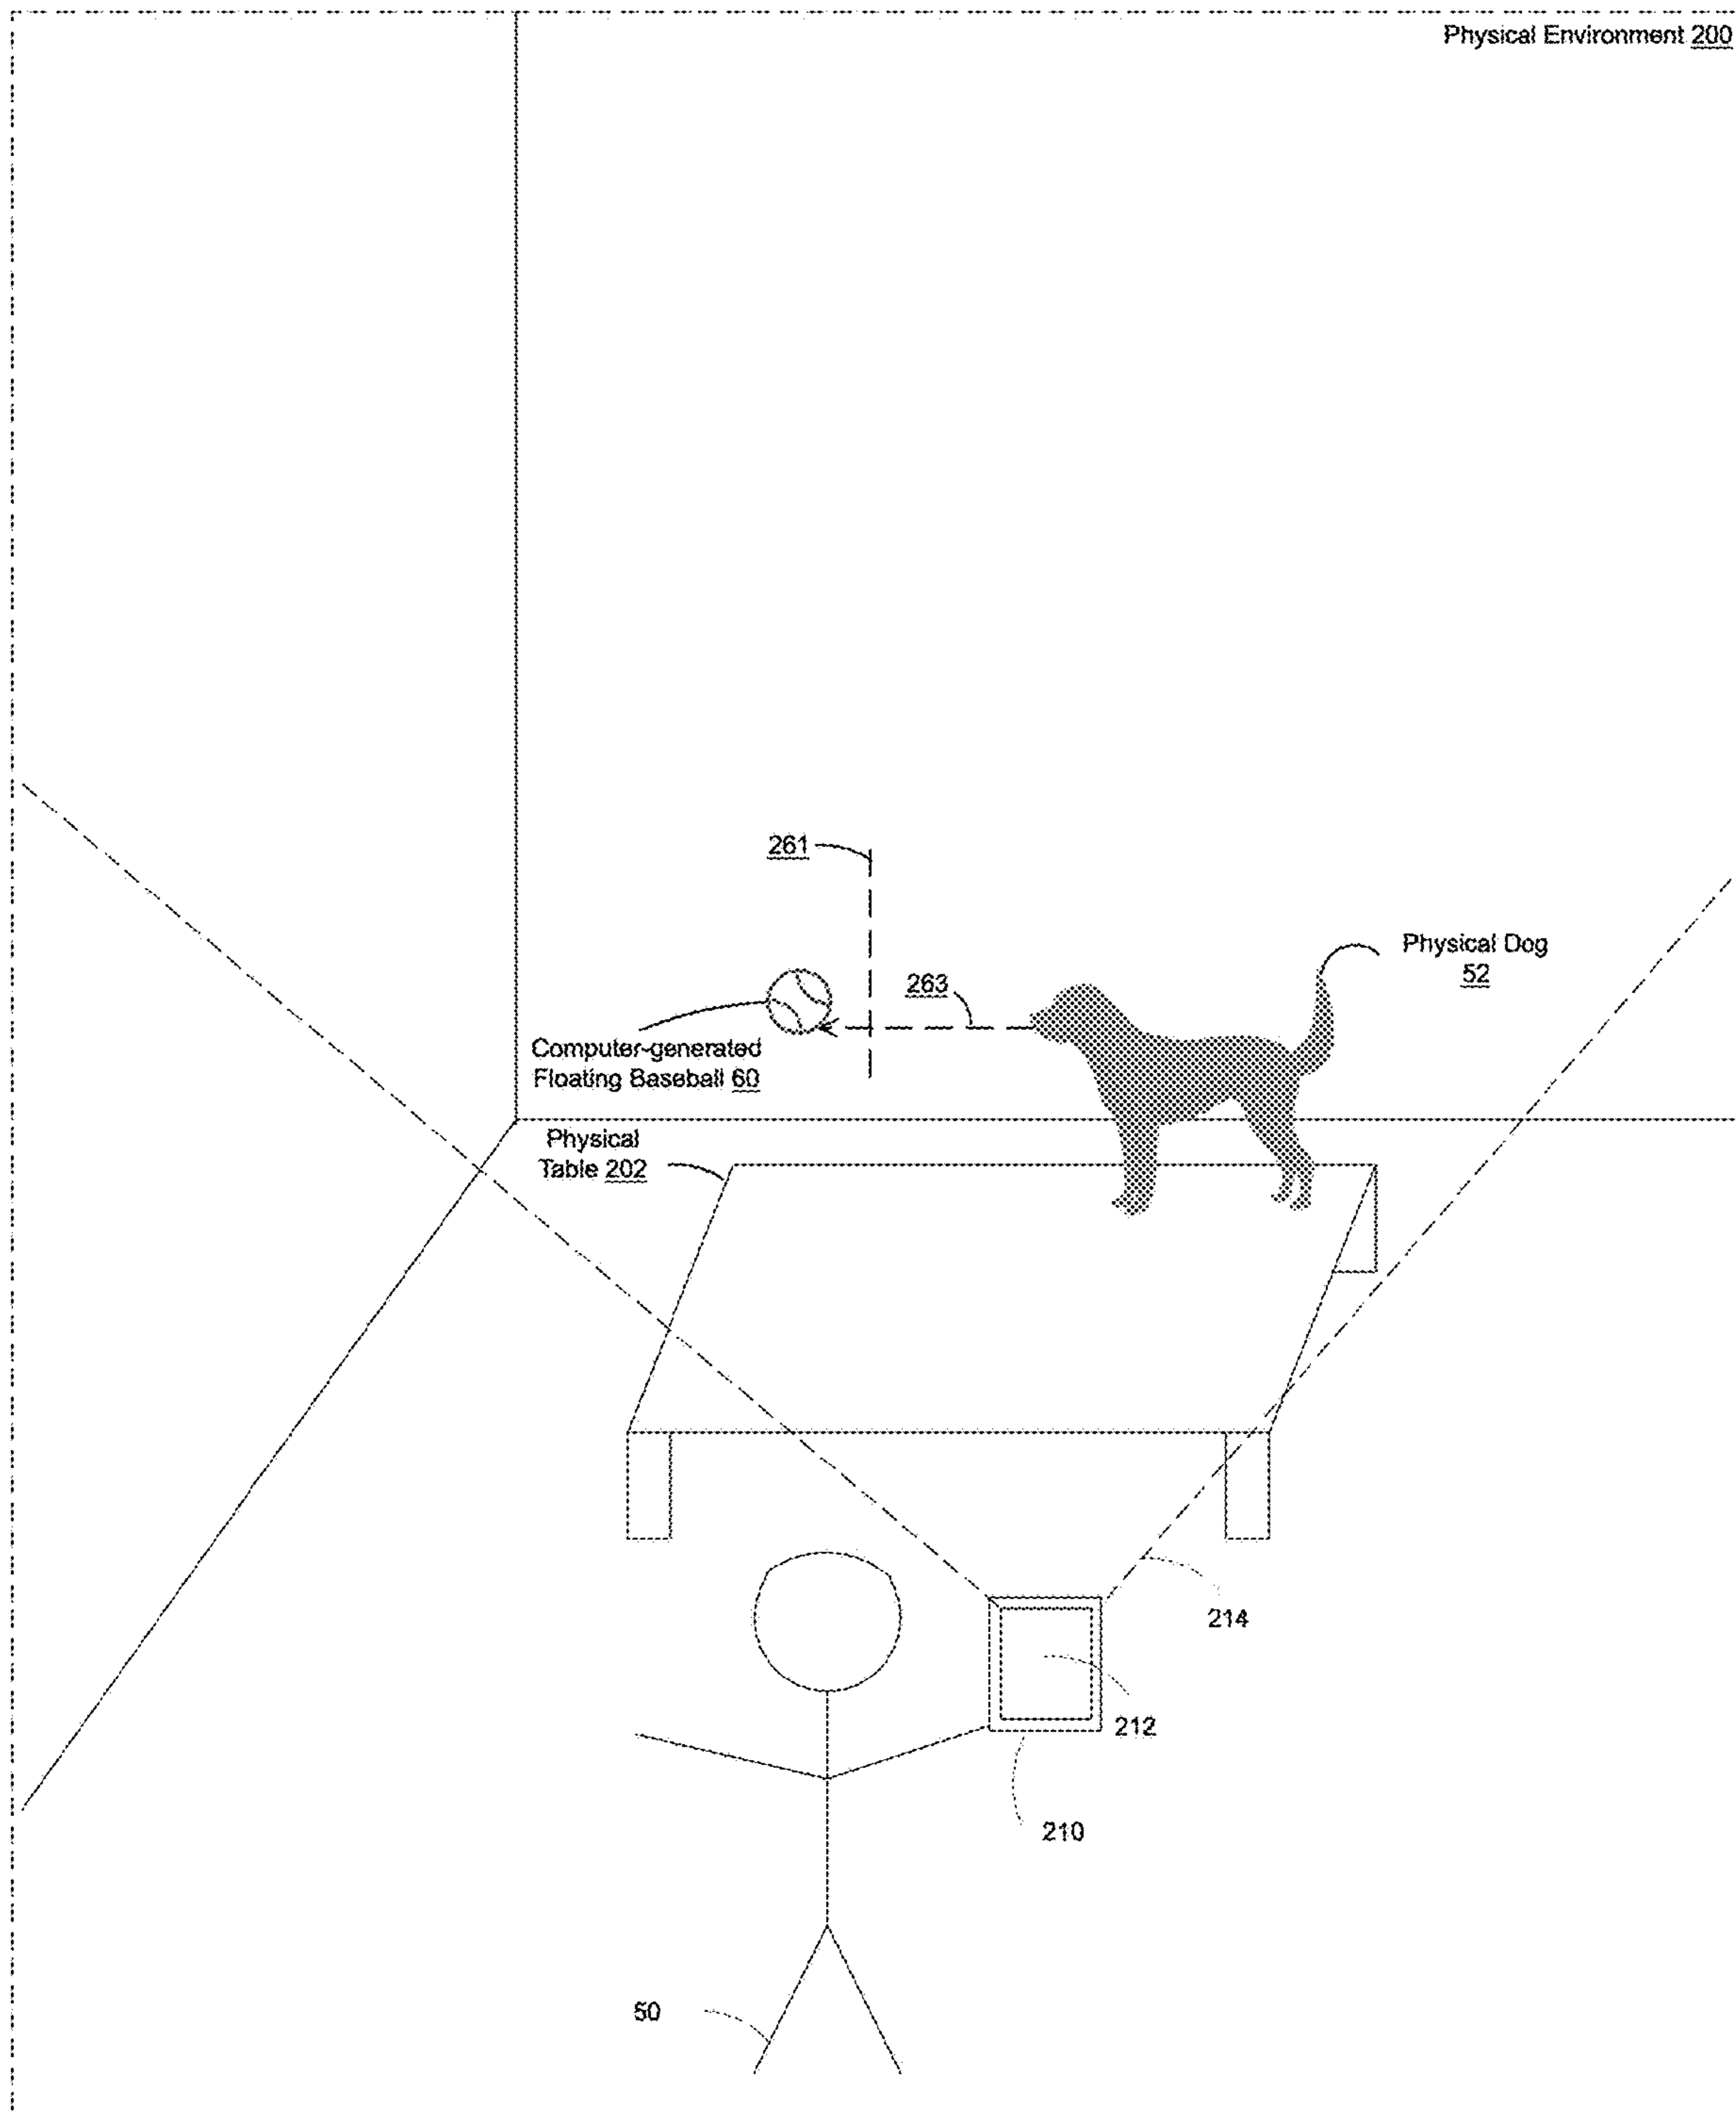 Physical Environment 200
261
Physical Dog
52
263
Computer-generated
Floating Baseball 60
Physical
Table 202
214
212
210
50